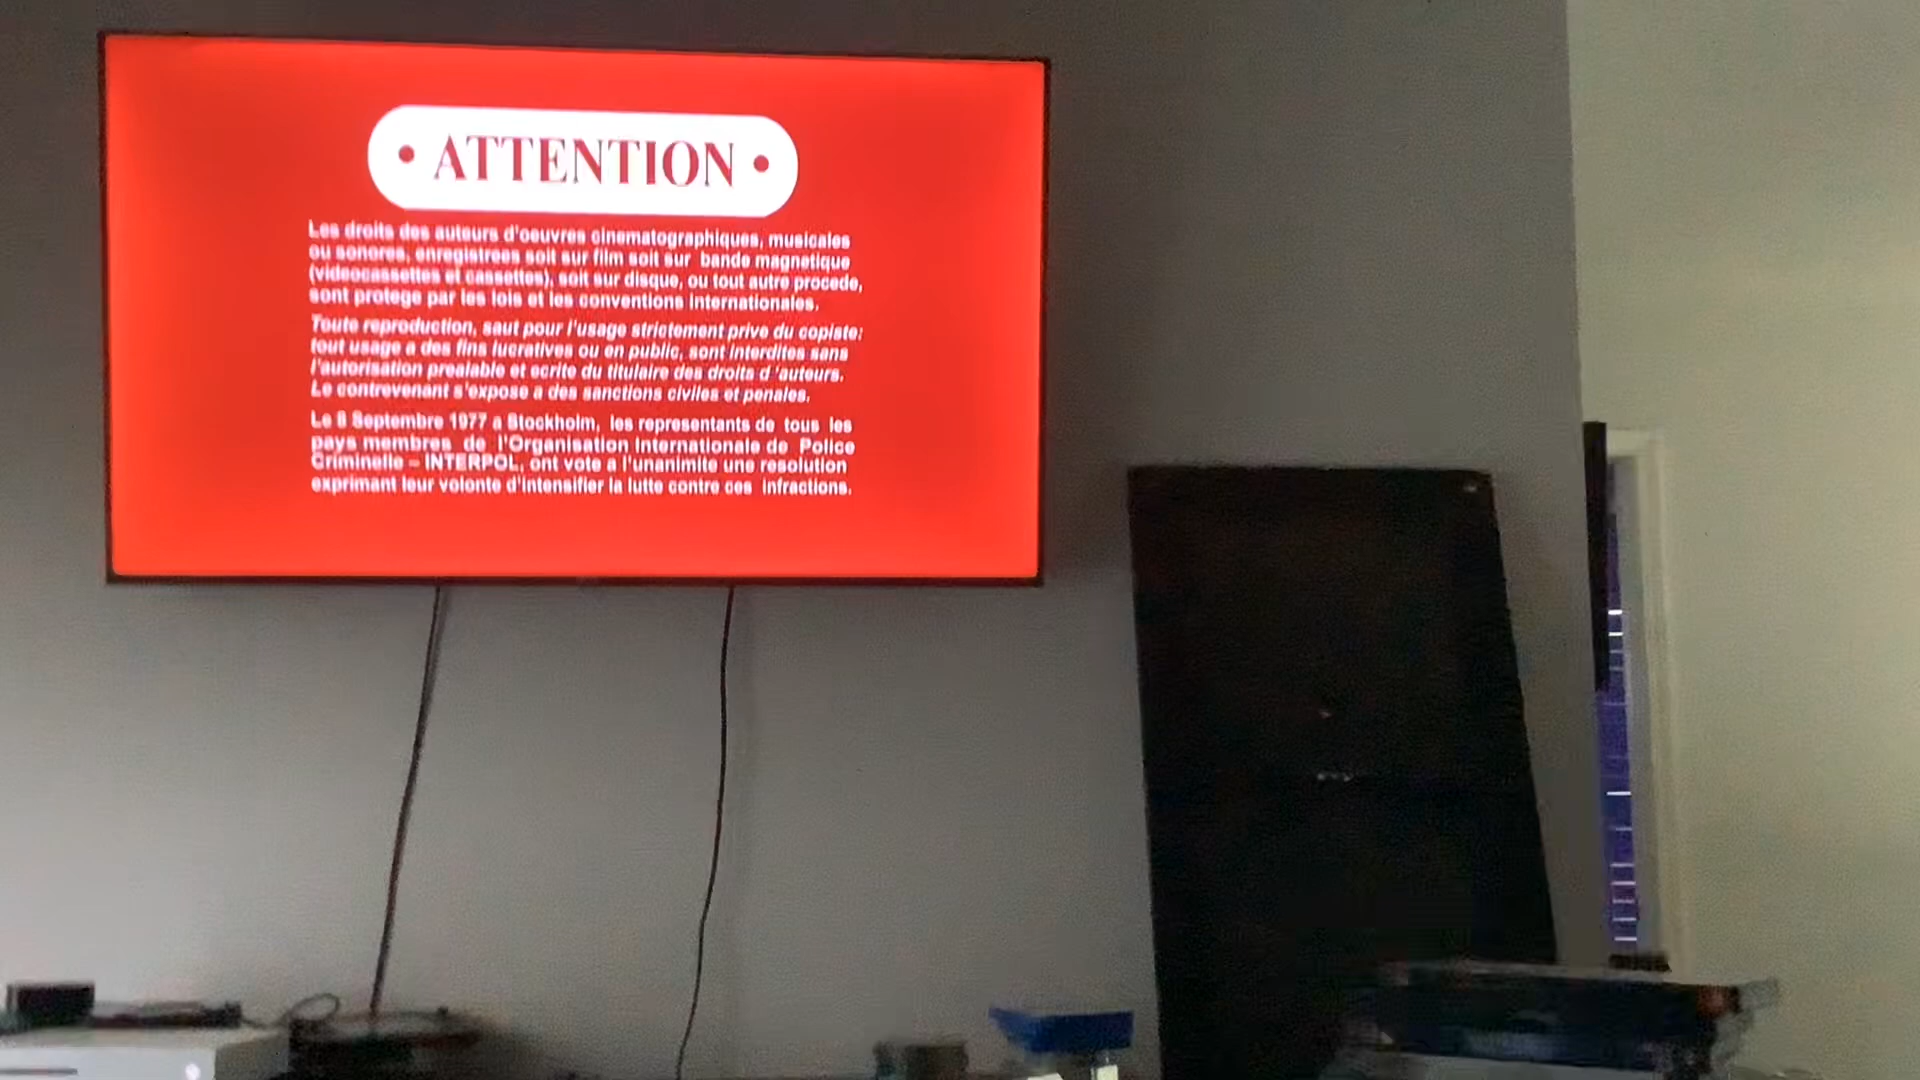 • ATTENTION •
Les droits des auteurs d'oeuvres cinematographiques, musicales
ou sonores, enregistrees soit sur film soit sur bande magnetique
(videocassettes et cassettes), soit sur disque, ou tout autre procede,
sont protege par les lois et les conventions internationales.
Toute reproduction, saut pour l'usage strictement prive du copiste:
tout usage a des fins lucratives ou en public, sont interdites sans
l'autorisation prealable et ecrite du titulaire des droits d'auteurs.
Le contrevenant s'expose a des sanctions civiles et penales.
Le 8 Septembre 1977 a Stockholm, les representants de tous les
pays membres de l'Organisation Internationale de Police
Criminelle – INTERPOL, ont vote a l'unanimite une resolution
exprimant leur volonte d'intensifier la lutte contre ces infractions.